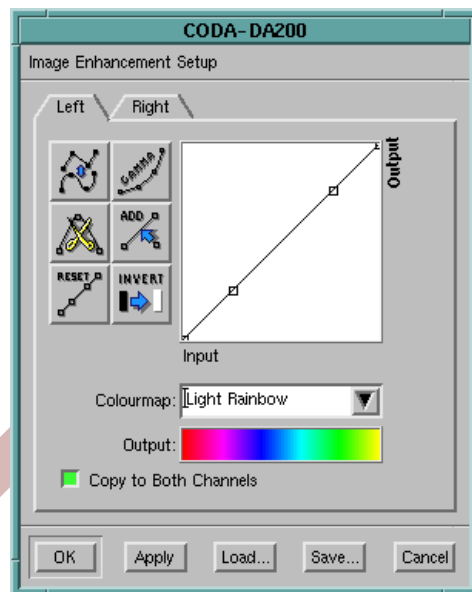 CODA-DA200
Image Enhancement Setup
Left Right
GAMMA
ADD
RESET INVERT
Output
Input
Colourmap: Light Rainbow
Output:
Copy to Both Channels
OK Apply Load... Save... Cancel